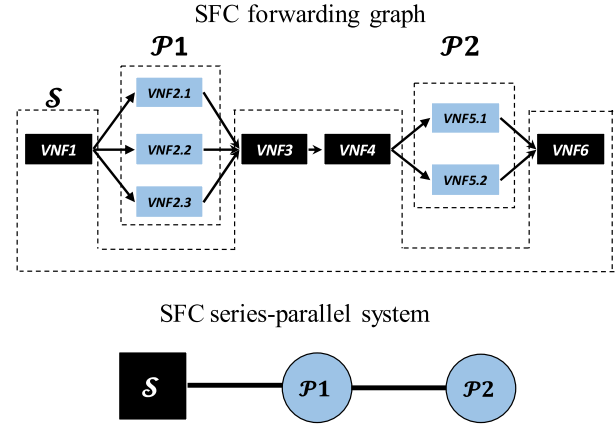 SFC forwarding graph
𝒫1
𝒫2
𝒮
VNF2.1
VNF5.1
VNF1
VNF2.2
VNF3
VNF4
VNF6
VNF5.2
VNF2.3
SFC series-parallel system
𝒮
𝒫1
𝒫2